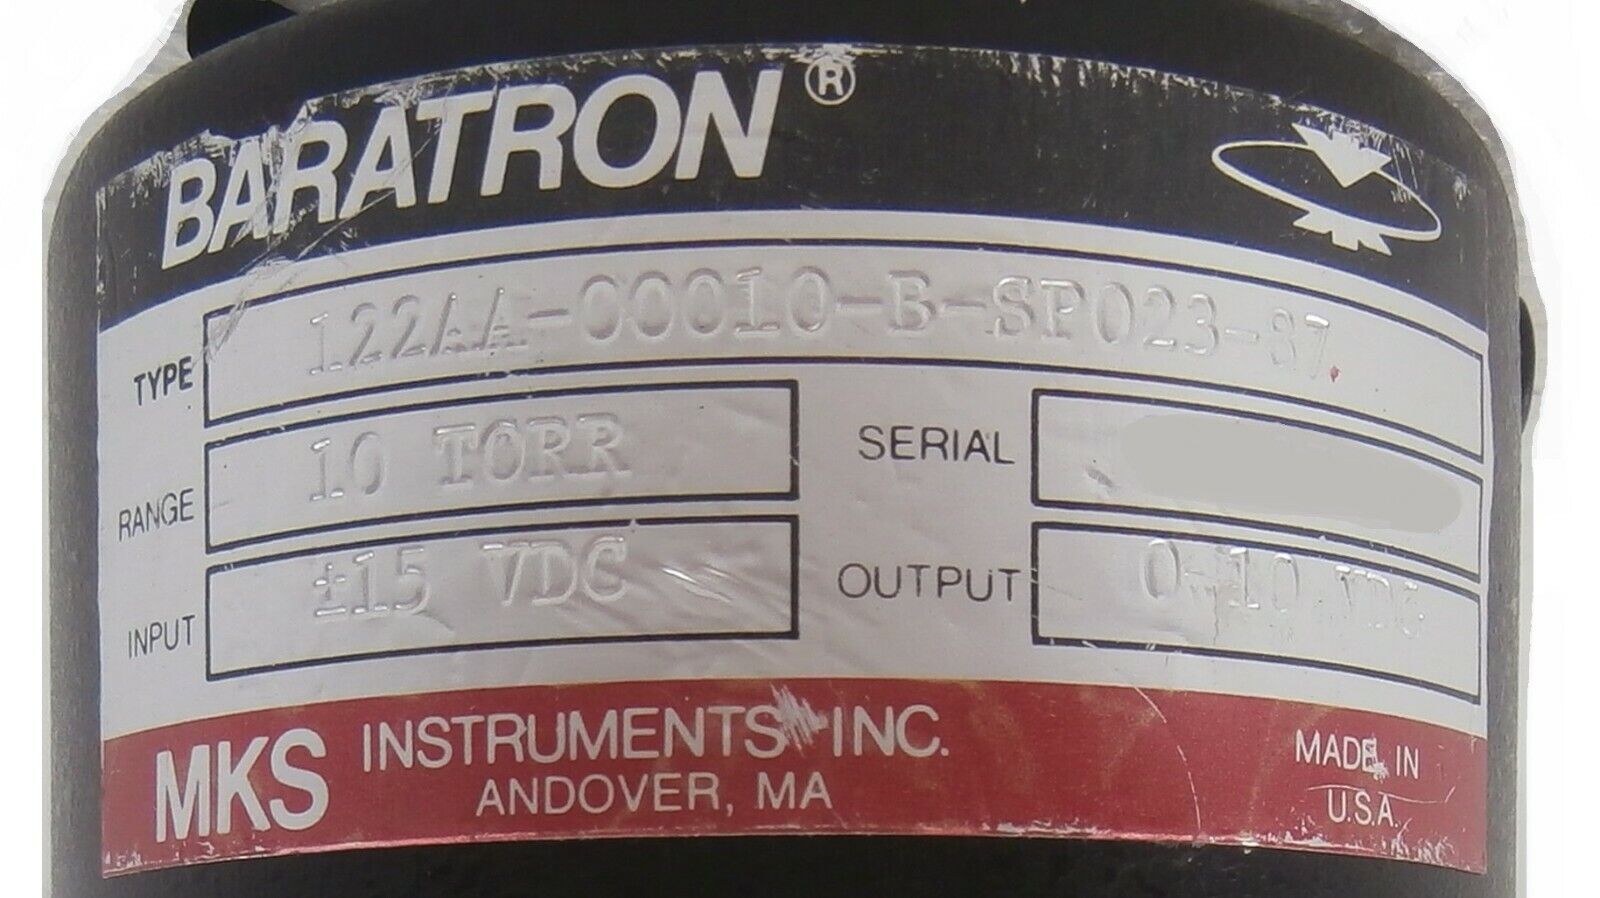 BARATRON®
TYPE 122AA-00010-B-SP023-87
RANGE 10 TORR
SERIAL
INPUT ±15 VDC
OUTPUT 0-10 VDC
MKS INSTRUMENTS INC.
ANDOVER, MA
MADE IN
U.S.A.